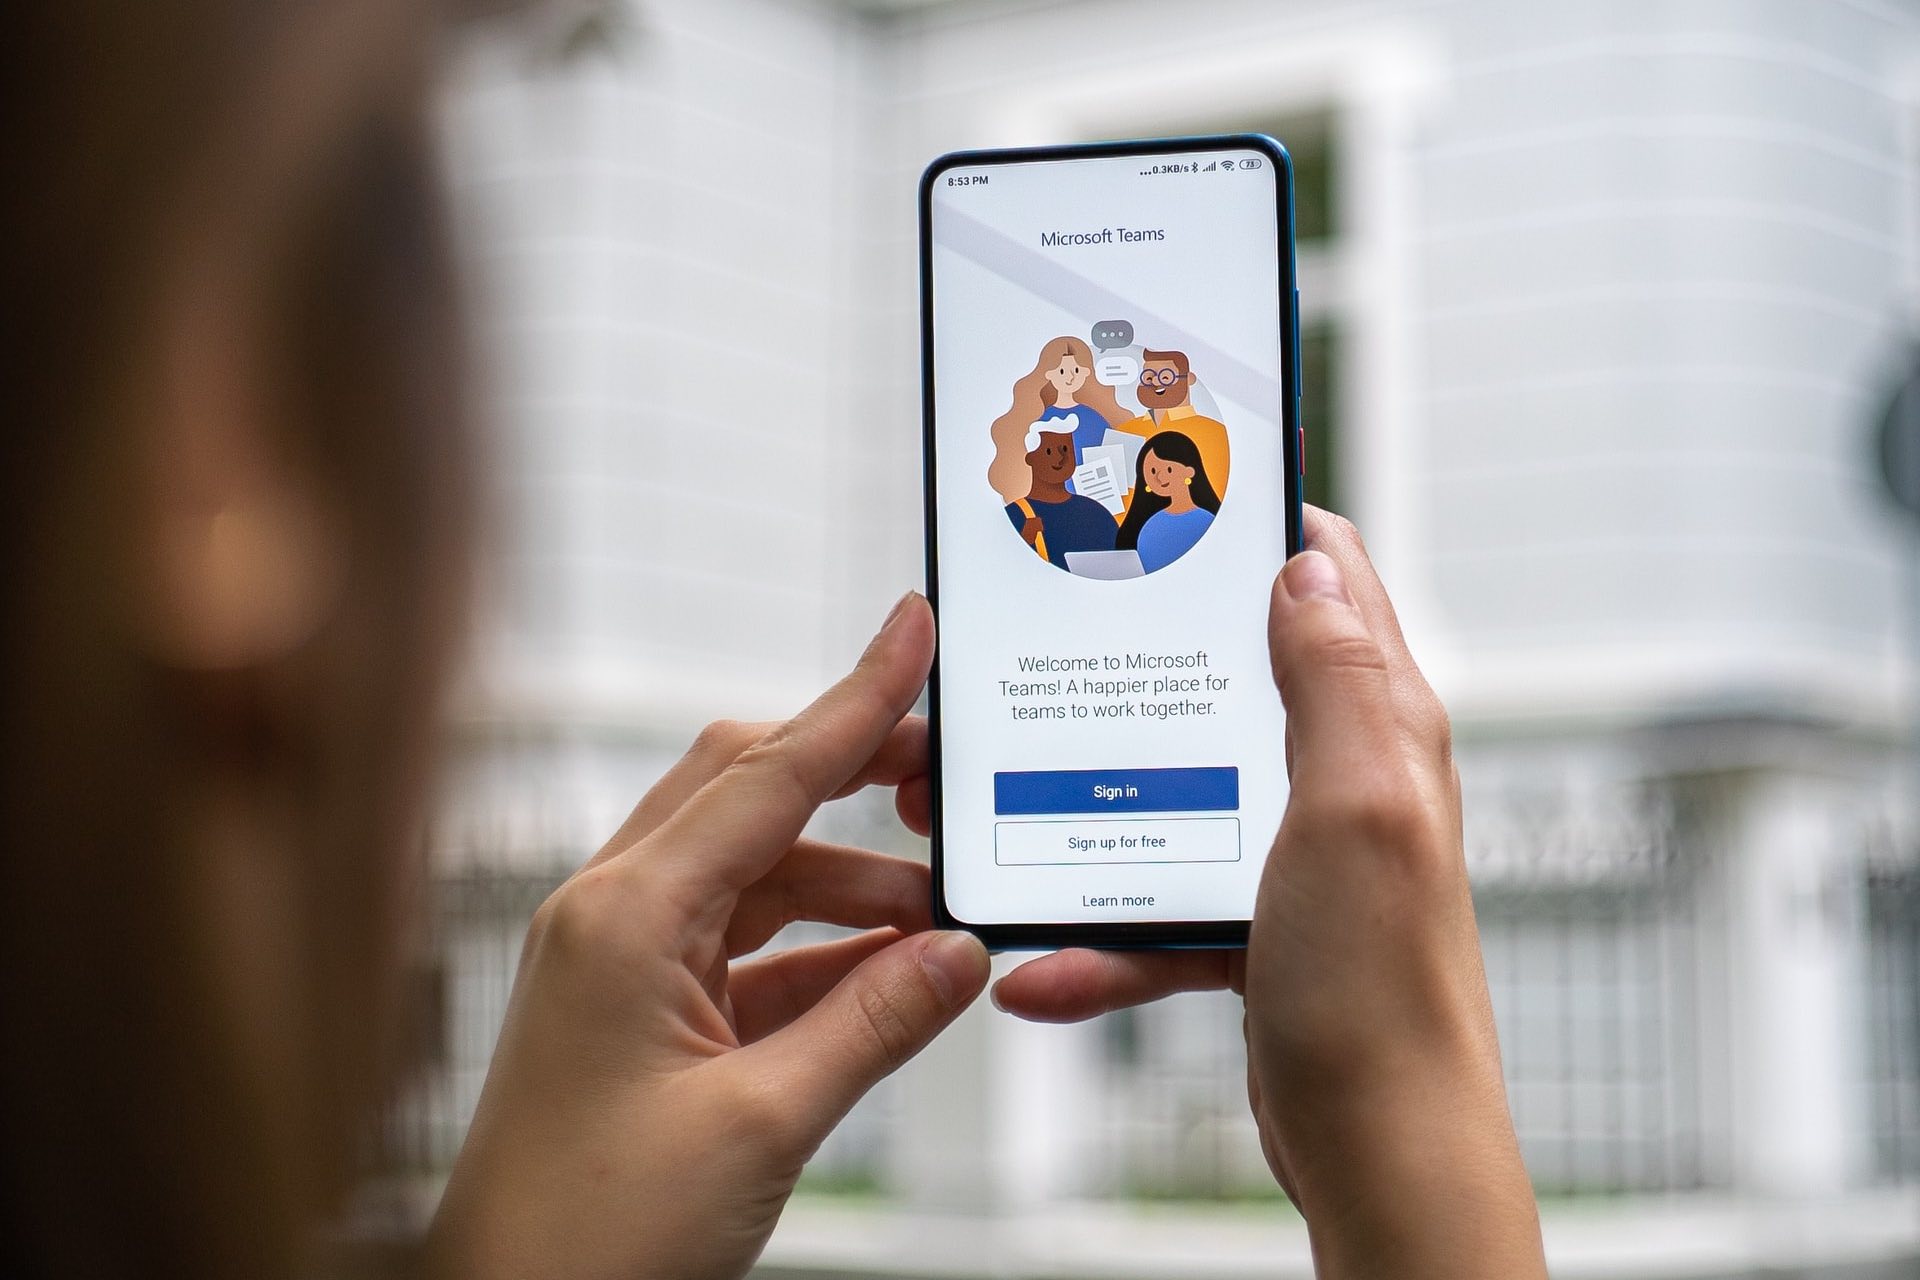 8:53 PM
...0.3KB/s 73
Microsoft Teams
Welcome to Microsoft
Teams! A happier place for
teams to work together.
Sign in
Sign up for free
Learn more